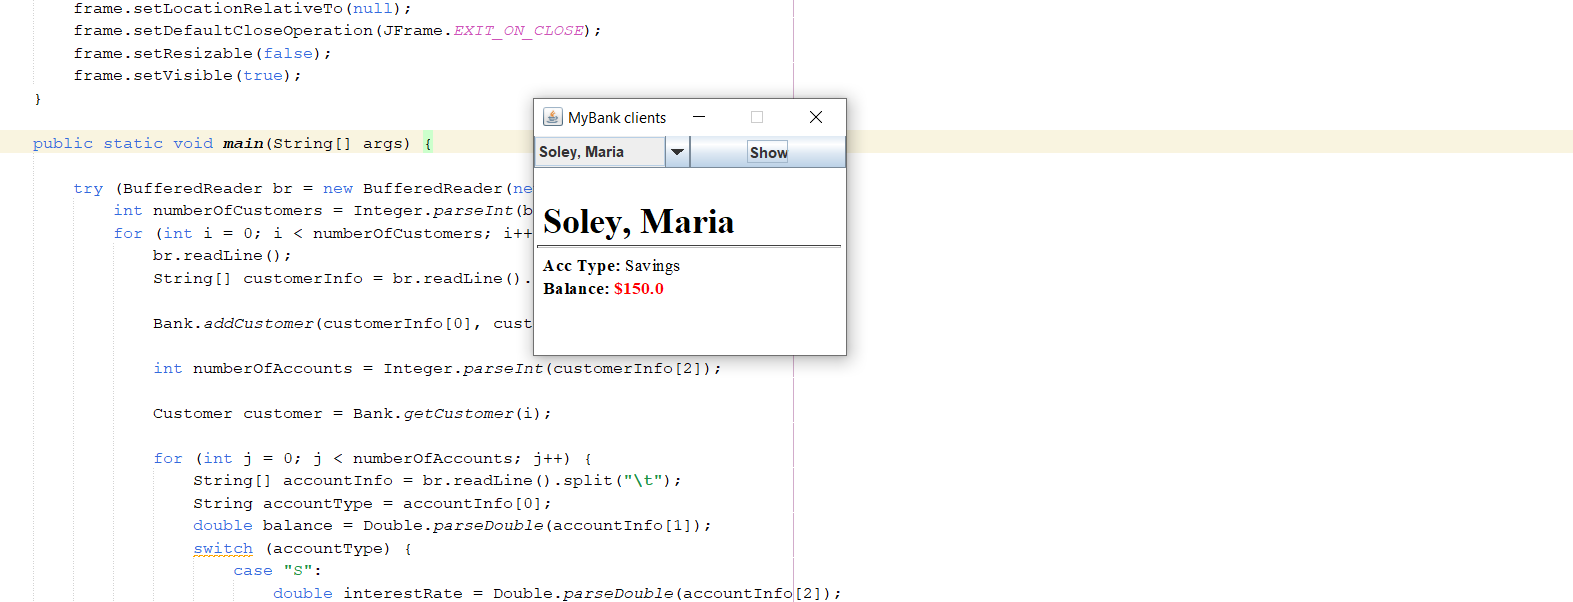 frame.setLocationRelativeTo(null);
frame.setDefaultCloseOperation(JFrame.EXIT_ON_CLOSE);
frame.setResizable(false);
frame.setVisible(true);
}
public static void main(String[] args) {
try (BufferedReader br = new BufferedReader(ne
int numberOfCustomers = Integer.parseInt(b
for (int i = 0; i < numberOfCustomers; i++
br.readLine();
String[] customerInfo = br.readLine().
Bank.addCustomer(customerInfo[0], cust
int numberOfAccounts = Integer.parseInt(customerInfo[2]);
Customer customer = Bank.getCustomer(i);
for (int j = 0; j < numberOfAccounts; j++) {
String[] accountInfo = br.readLine().split("\t");
String accountType = accountInfo[0];
double balance = Double.parseDouble(accountInfo[1]);
switch (accountType) {
case "S":
double interestRate = Double.parseDouble(accountInfo[2]);
MyBank clients
Soley, Maria
Show
Soley, Maria
Acc Type: Savings
Balance: $150.0